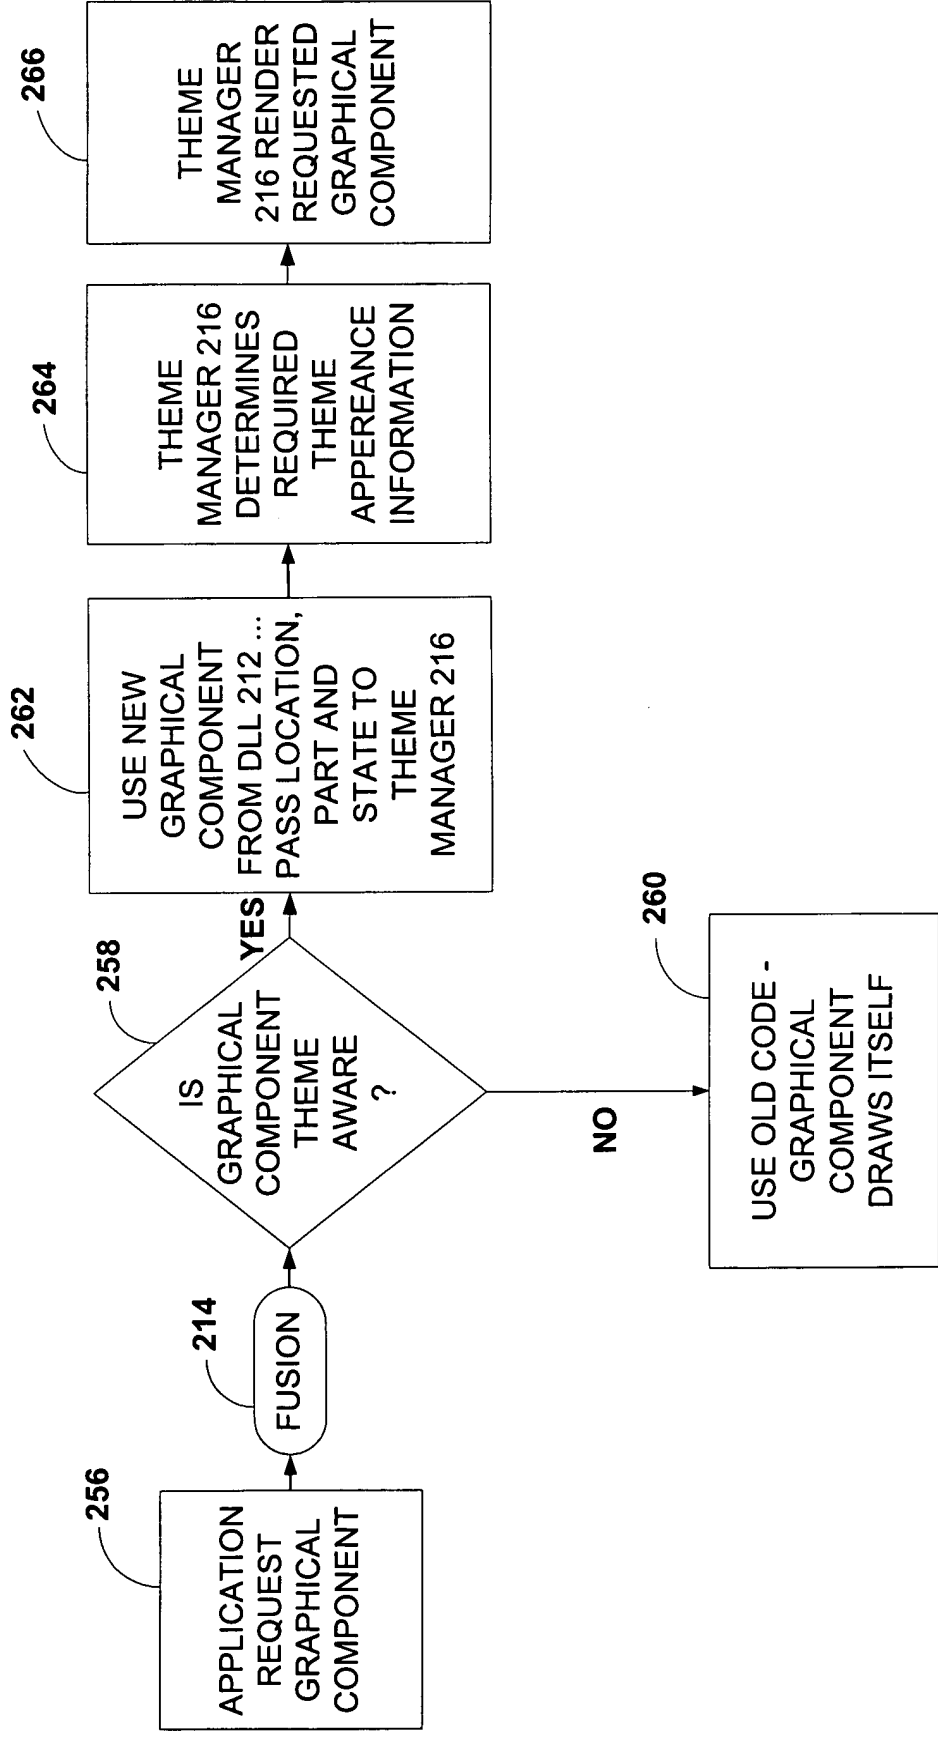 256
APPLICATION
REQUEST
GRAPHICAL
COMPONENT
214
FUSION
258
IS
GRAPHICAL
COMPONENT
THEME
AWARE
?
YES
NO
260
USE OLD CODE -
GRAPHICAL
COMPONENT
DRAWS ITSELF
262
USE NEW
GRAPHICAL
COMPONENT
FROM DLL 212 ...
PASS LOCATION,
PART AND
STATE TO
THEME
MANAGER 216
264
THEME
MANAGER 216
DETERMINES
REQUIRED
THEME
APPEREANCE
INFORMATION
266
THEME
MANAGER
216 RENDER
REQUESTED
GRAPHICAL
COMPONENT